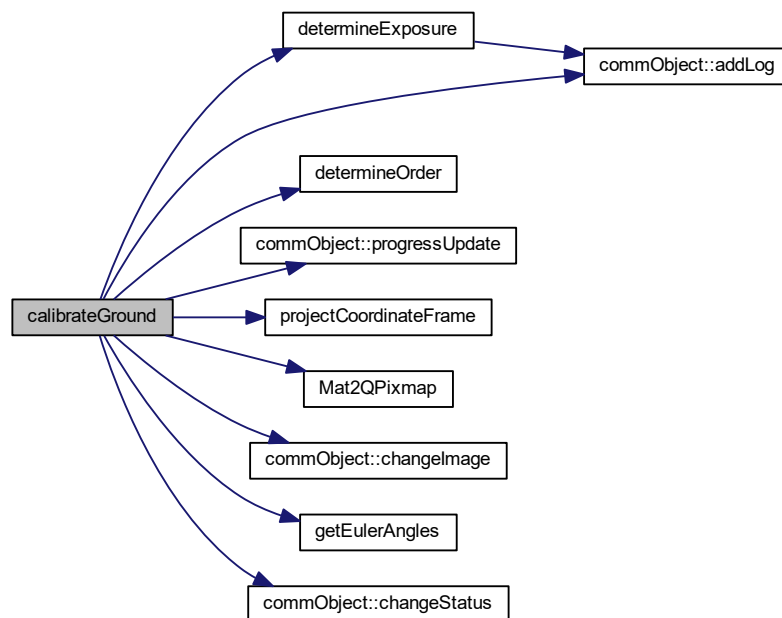 determineExposure
commObject::addLog
determineOrder
commObject::progressUpdate
calibrateGround
projectCoordinateFrame
Mat2QPixmap
commObject::changeImage
getEulerAngles
commObject::changeStatus